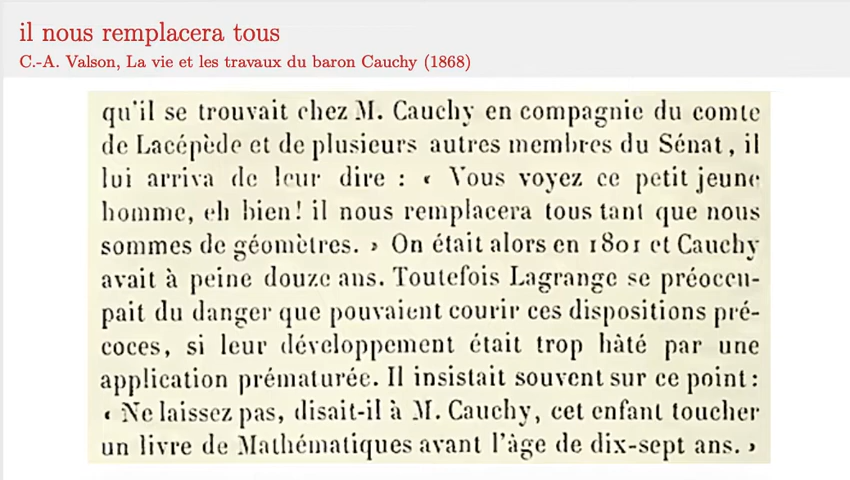 il nous remplacera tous
C.-A. Valson, La vie et les travaux du baron Cauchy (1868)
qu'il se trouvait chez M. Cauchy en compagnie du comte
de Lacépède et de plusieurs autres membres du Sénat, il
lui arriva de leur dire : « Vous voyez ce petit jeune
homme, eh bien! il nous remplacera tous tant que nous
sommes de géomètres. » On était alors en 1801 et Cauchy
avait à peine douze ans. Toutefois Lagrange se préoccu-
pait du danger que pouvaient courir ces dispositions pré-
coces, si leur développement était trop hâté par une
application prématurée. Il insistait souvent sur ce point :
« Ne laissez pas, disait-il à M. Cauchy, cet enfant toucher
un livre de Mathématiques avant l'âge de dix-sept ans. »